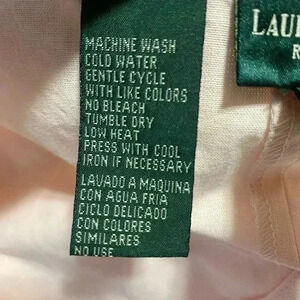 MACHINE WASH
COLD WATER
GENTLE CYCLE
WITH LIKE COLORS
NO BLEACH
TUMBLE DRY
LOW HEAT
PRESS WITH COOL
IRON IF NECESSARY
LAVADO A MAQUINA
CON AGUA FRIA
CICLO DELICADO
CON COLORES
SIMILARES
NO USE
LAU
R